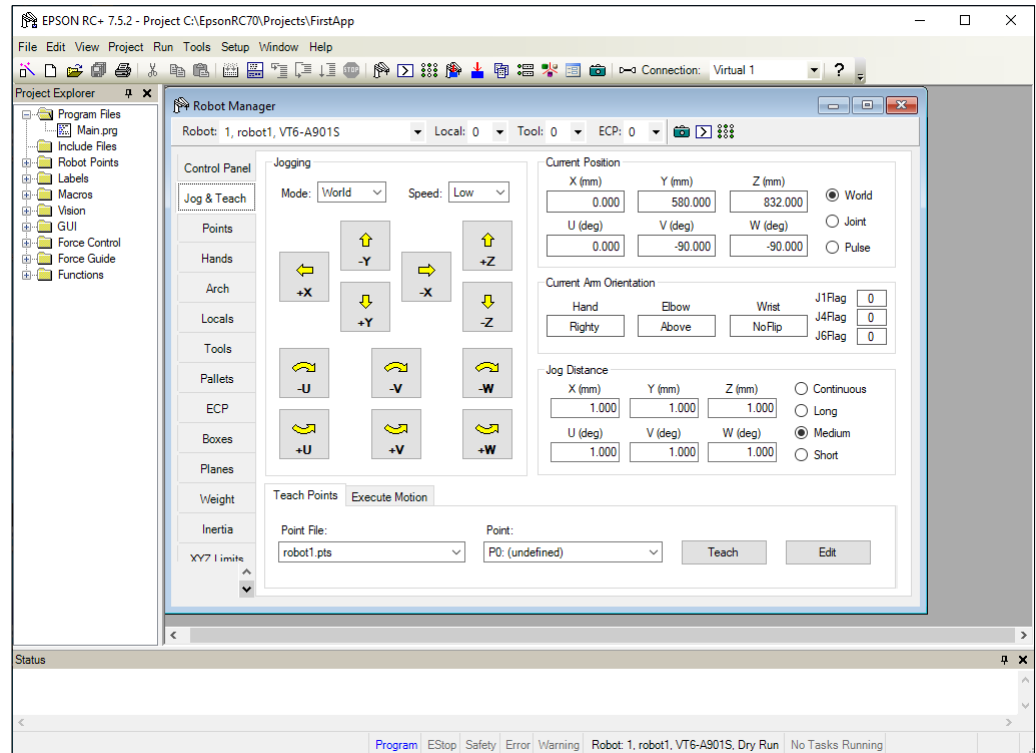 EPSON RC+ 7.5.2 - Project C:\EpsonRC70\Projects\FirstApp
File Edit View Project Run Tools Setup Window Help
Connection: Virtual 1
Project Explorer
Program Files
Main.prg
Include Files
Robot Points
Labels
Macros
Vision
GUI
Force Control
Force Guide
Functions
Robot Manager
Robot: 1, robot1, VT6-A901S Local: 0 Tool: 0 ECP: 0
Control Panel
Jog & Teach
Points
Hands
Arch
Locals
Tools
Pallets
ECP
Boxes
Planes
Weight
Inertia
XYZ Limits
Jogging
Mode: World Speed: Low
-Y +Z
+X -X
+Y -Z
-U -V -W
+U +V +W
Current Position
X (mm) Y (mm) Z (mm)
0.000 580.000 832.000
U (deg) V (deg) W (deg)
0.000 -90.000 -90.000
World
Joint
Pulse
Current Arm Orientation
Hand Elbow Wrist
Righty Above NoFlip
J1Flag 0
J4Flag 0
J6Flag 0
Jog Distance
X (mm) Y (mm) Z (mm)
1.000 1.000 1.000
U (deg) V (deg) W (deg)
1.000 1.000 1.000
Continuous
Long
Medium
Short
Teach Points Execute Motion
Point File: Point:
robot1.pts P0: (undefined) Teach Edit
Status
Program EStop Safety Error Warning Robot: 1, robot1, VT6-A901S, Dry Run No Tasks Running